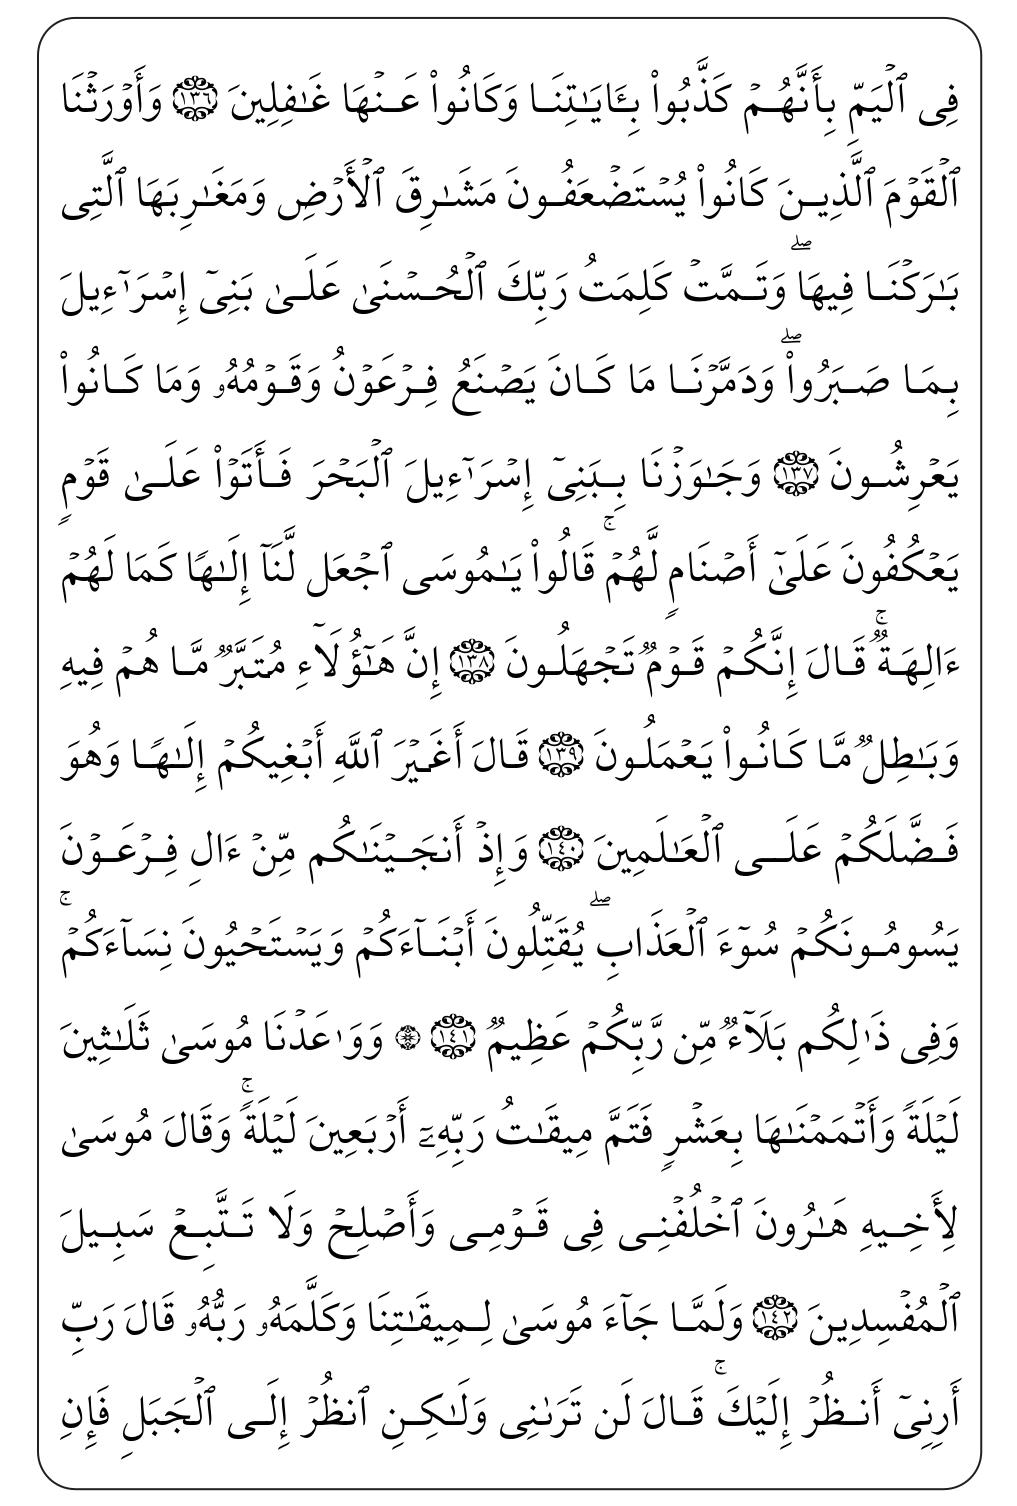 فِى ٱلْيَمِّ بِأَنَّهُمْ كَذَّبُوا۟ بِـَٔايَـٰتِنَا وَكَانُوا۟ عَنْهَا غَـٰفِلِينَ ١٣٦ وَأَوْرَثْنَا
ٱلْقَوْمَ ٱلَّذِينَ كَانُوا۟ يُسْتَضْعَفُونَ مَشَـٰرِقَ ٱلْأَرْضِ وَمَغَـٰرِبَهَا ٱلَّتِى
بَـٰرَكْنَا فِيهَا ۖ وَتَمَّتْ كَلِمَتُ رَبِّكَ ٱلْحُسْنَىٰ عَلَىٰ بَنِىٓ إِسْرَٰٓءِيلَ
بِمَا صَبَرُوا۟ ۖ وَدَمَّرْنَا مَا كَانَ يَصْنَعُ فِرْعَوْنُ وَقَوْمُهُۥ وَمَا كَانُوا۟
يَعْرِشُونَ ١٣٧ وَجَـٰوَزْنَا بِبَنِىٓ إِسْرَٰٓءِيلَ ٱلْبَحْرَ فَأَتَوْا۟ عَلَىٰ قَوْمٍ
يَعْكُفُونَ عَلَىٰٓ أَصْنَامٍ لَّهُمْ ۚ قَالُوا۟ يَـٰمُوسَى ٱجْعَل لَّنَآ إِلَـٰهًا كَمَا لَهُمْ
ءَالِهَةٌ ۚ قَالَ إِنَّكُمْ قَوْمٌ تَجْهَلُونَ ١٣٨ إِنَّ هَـٰٓؤُلَآءِ مُتَبَّرٌ مَّا هُمْ فِيهِ
وَبَـٰطِلٌ مَّا كَانُوا۟ يَعْمَلُونَ ١٣٩ قَالَ أَغَيْرَ ٱللَّهِ أَبْغِيكُمْ إِلَـٰهًا وَهُوَ
فَضَّلَكُمْ عَلَى ٱلْعَـٰلَمِينَ ١٤٠ وَإِذْ أَنجَيْنَـٰكُم مِّنْ ءَالِ فِرْعَوْنَ
يَسُومُونَكُمْ سُوٓءَ ٱلْعَذَابِ ۖ يُقَتِّلُونَ أَبْنَآءَكُمْ وَيَسْتَحْيُونَ نِسَآءَكُمْ ۚ
وَفِى ذَٰلِكُم بَلَآءٌ مِّن رَّبِّكُمْ عَظِيمٌ ١٤١ ۞ وَوَٰعَدْنَا مُوسَىٰ ثَلَـٰثِينَ
لَيْلَةً وَأَتْمَمْنَـٰهَا بِعَشْرٍ فَتَمَّ مِيقَـٰتُ رَبِّهِۦٓ أَرْبَعِينَ لَيْلَةً ۚ وَقَالَ مُوسَىٰ
لِأَخِيهِ هَـٰرُونَ ٱخْلُفْنِى فِى قَوْمِى وَأَصْلِحْ وَلَا تَتَّبِعْ سَبِيلَ
ٱلْمُفْسِدِينَ ١٤٢ وَلَمَّا جَآءَ مُوسَىٰ لِمِيقَـٰتِنَا وَكَلَّمَهُۥ رَبُّهُۥ قَالَ رَبِّ
أَرِنِىٓ أَنظُرْ إِلَيْكَ ۚ قَالَ لَن تَرَىٰنِى وَلَـٰكِنِ ٱنظُرْ إِلَى ٱلْجَبَلِ فَإِنِ